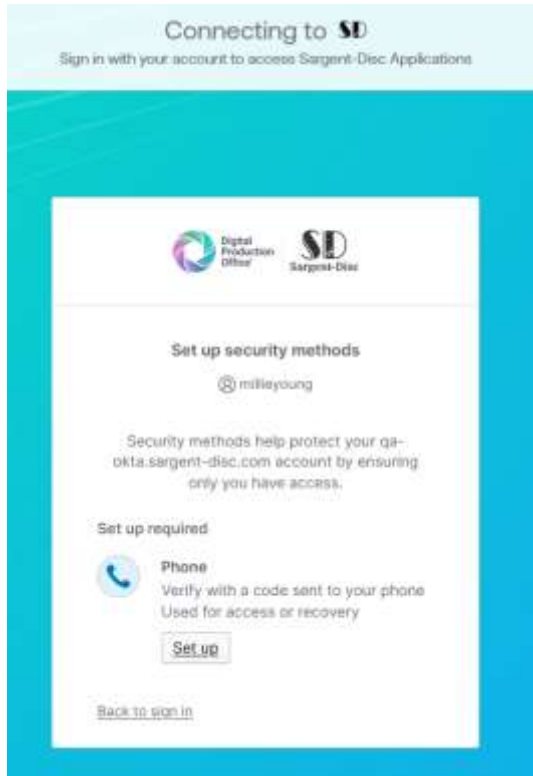 Connecting to SD
Sign in with your account to access Sargent-Disc Applications
Digital
Production
Office
SD
Sargent-Disc
Set up security methods
millieyoung
Security methods help protect your qa-
okta.sargent-disc.com account by ensuring
only you have access.
Set up required
Phone
Verify with a code sent to your phone
Used for access or recovery
Set up
Back to sign in